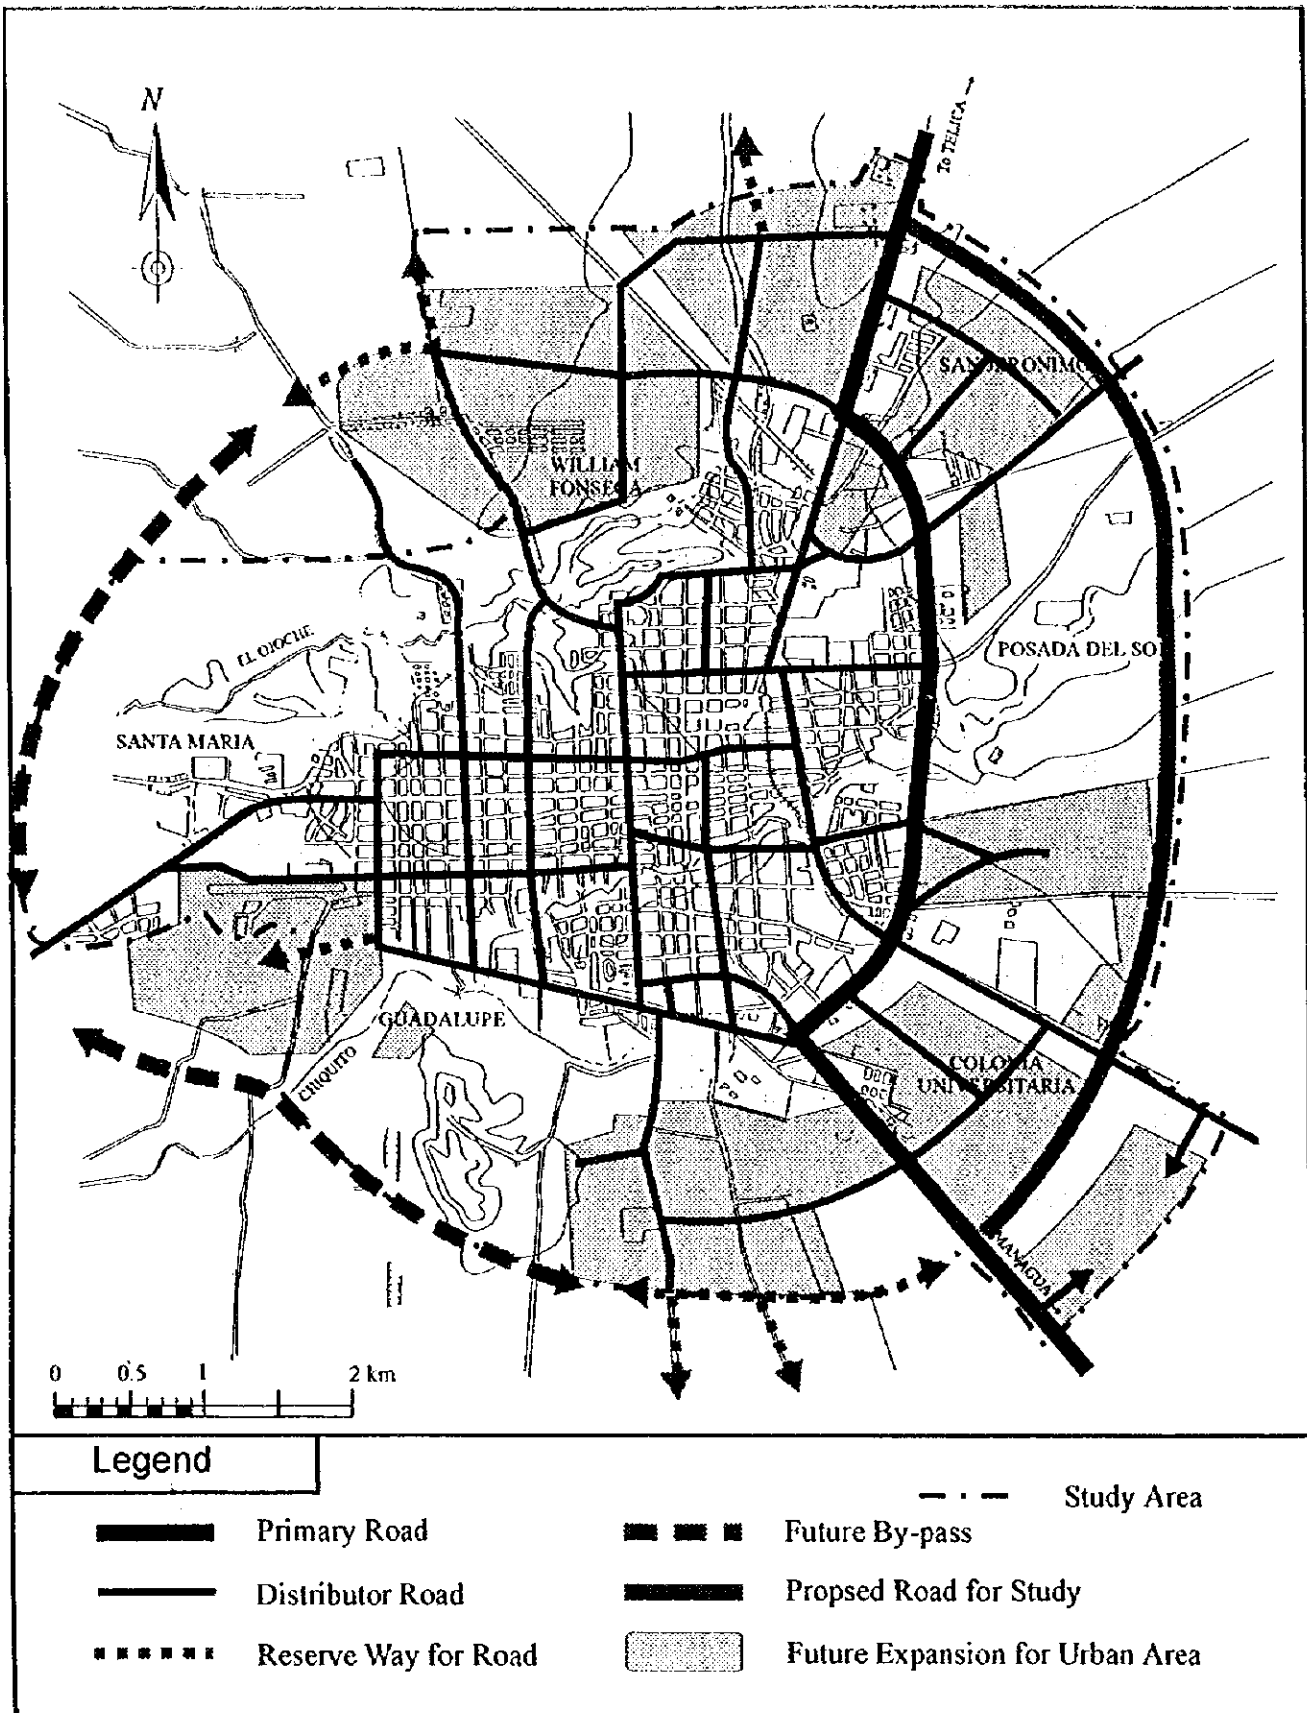 N
To TELICA →
SAN JERONIMO
WILLIAM
FONSECA
EL OJOCHE
POSADA DEL SO
SANTA MARIA
GUADALUPE
CHIQUITO
COLONIA
UNIVERSITARIA
MANAGUA
0 0.5 1 2 km
Legend
Study Area
Primary Road
Future By-pass
Distributor Road
Propsed Road for Study
Reserve Way for Road
Future Expansion for Urban Area